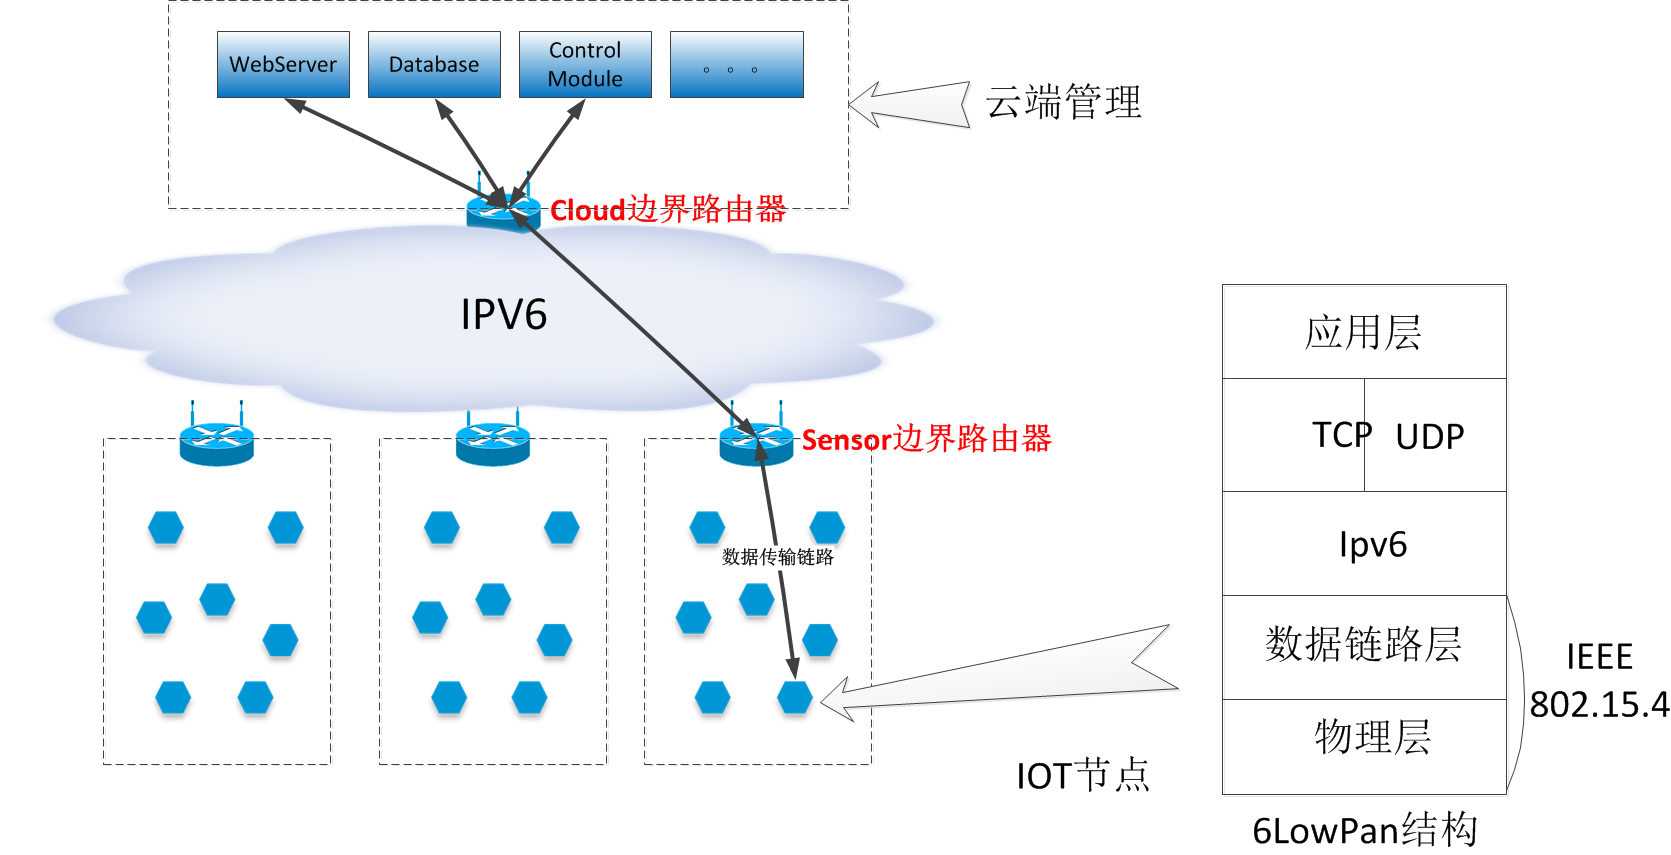 WebServer
Database
Control
Module
。。。
云端管理
Cloud边界路由器
IPV6
Sensor边界路由器
数据传输链路
IOT节点
应用层
TCP
UDP
Ipv6
数据链路层
物理层
IEEE
802.15.4
6LowPan结构